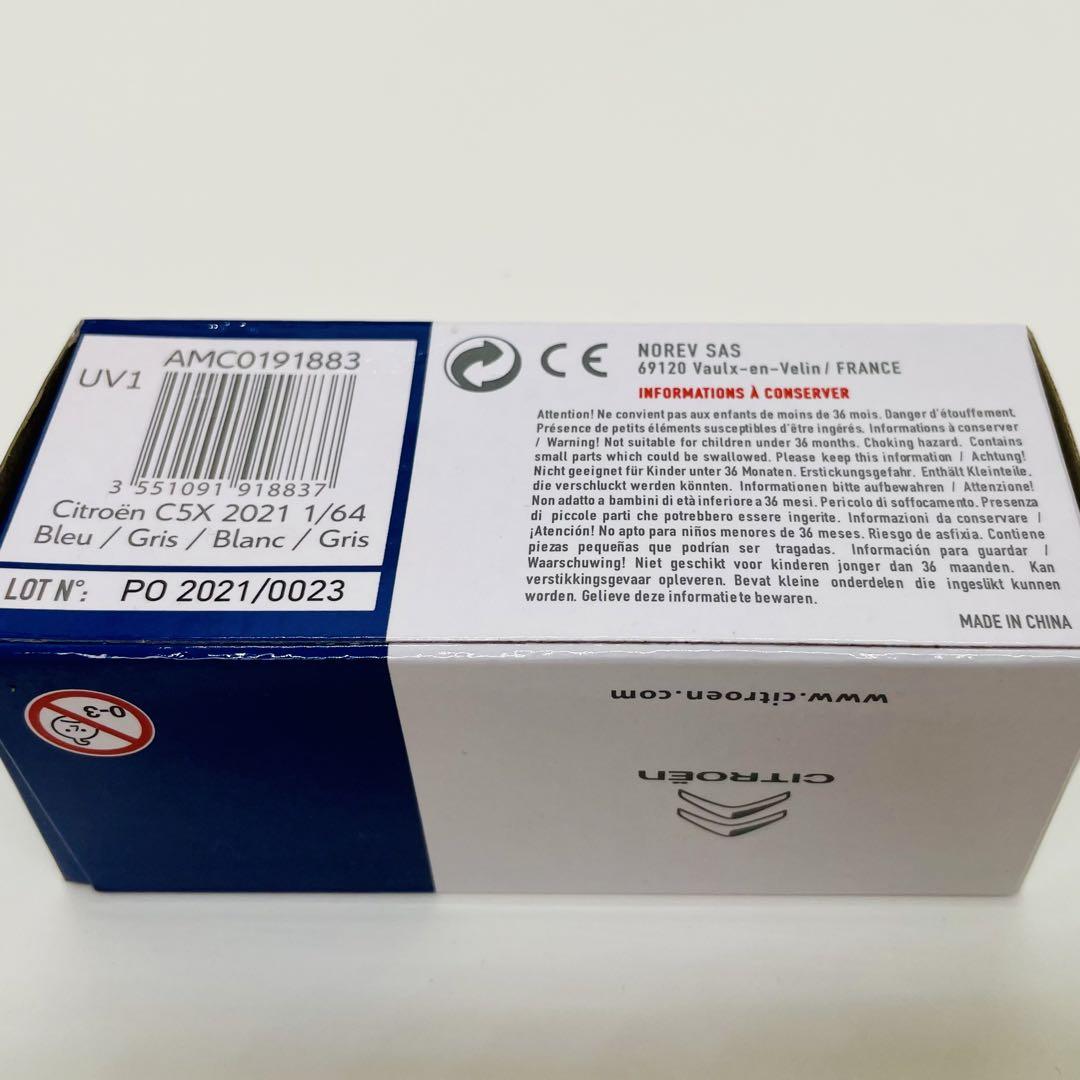 AMC0191883
UV1
3 551091 918837
Citroën C5X 2021 1/64
Bleu / Gris / Blanc / Gris
LOT N°: PO 2021/0023
CE
NOREV SAS
69120 Vaulx-en-Velin / FRANCE
INFORMATIONS À CONSERVER
Attention! Ne convient pas aux enfants de moins de 36 mois. Danger d'étouffement.
Présence de petits éléments susceptibles d'être ingérés. Informations à conserver
/ Warning! Not suitable for children under 36 months. Choking hazard. Contains
small parts which could be swallowed. Please keep this information / Achtung!
Nicht geeignet für Kinder unter 36 Monaten. Erstickungsgefahr. Enthält Kleinteile,
die verschluckt werden könnten. Informationen bitte aufbewahren / Attenzione!
Non adatto a bambini di età inferiore a 36 mesi. Pericolo di soffocamento. Presenza
di piccole parti che potrebbero essere ingerite. Informazioni da conservare /
¡Atención! No apto para niños menores de 36 meses. Riesgo de asfixia. Contiene
piezas pequeñas que podrían ser tragadas. Información para guardar /
Waarschuwing! Niet geschikt voor kinderen jonger dan 36 maanden. Kan
verstikkingsgevaar opleveren. Bevat kleine onderdelen die ingeslikt kunnen
worden. Gelieve deze informatie te bewaren.
MADE IN CHINA
0-3
www.citroen.com
CITROËN